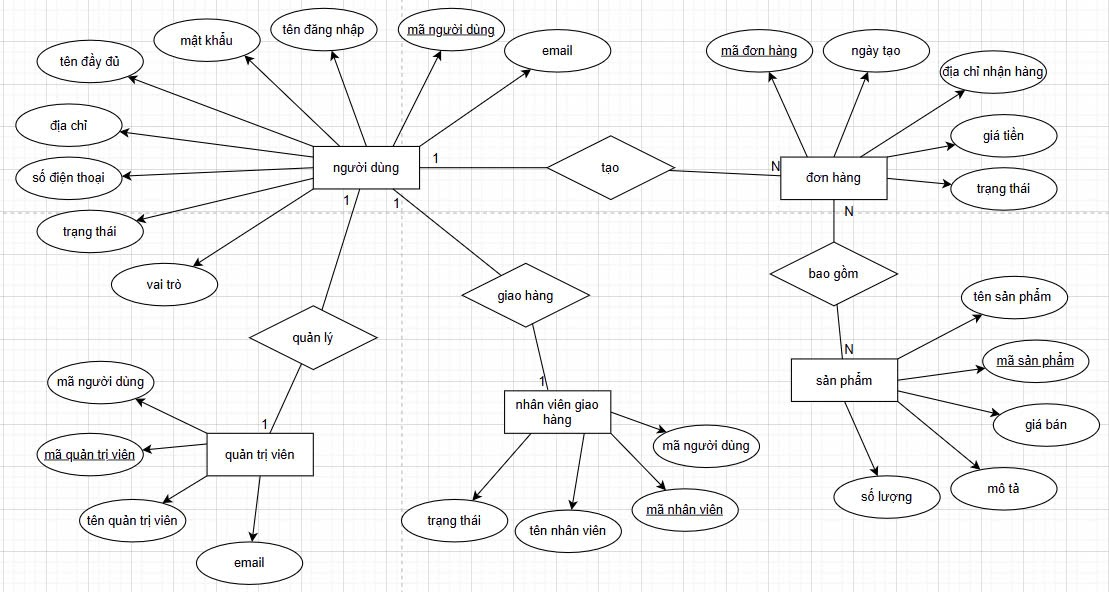 tên đăng nhập
mã người dùng
mật khẩu
email
tên đầy đủ
mã đơn hàng
ngày tạo
địa chỉ nhận hàng
địa chỉ
giá tiền
1
tạo
N
người dùng
đơn hàng
số điện thoại
trạng thái
1
1
N
trạng thái
vai trò
bao gồm
giao hàng
tên sản phẩm
quản lý
N
mã sản phẩm
mã người dùng
1
sản phẩm
nhân viên giao
hàng
giá bán
1
mã người dùng
mã quản trị viên
quản trị viên
mô tả
số lượng
mã nhân viên
tên quản trị viên
trạng thái
tên nhân viên
email